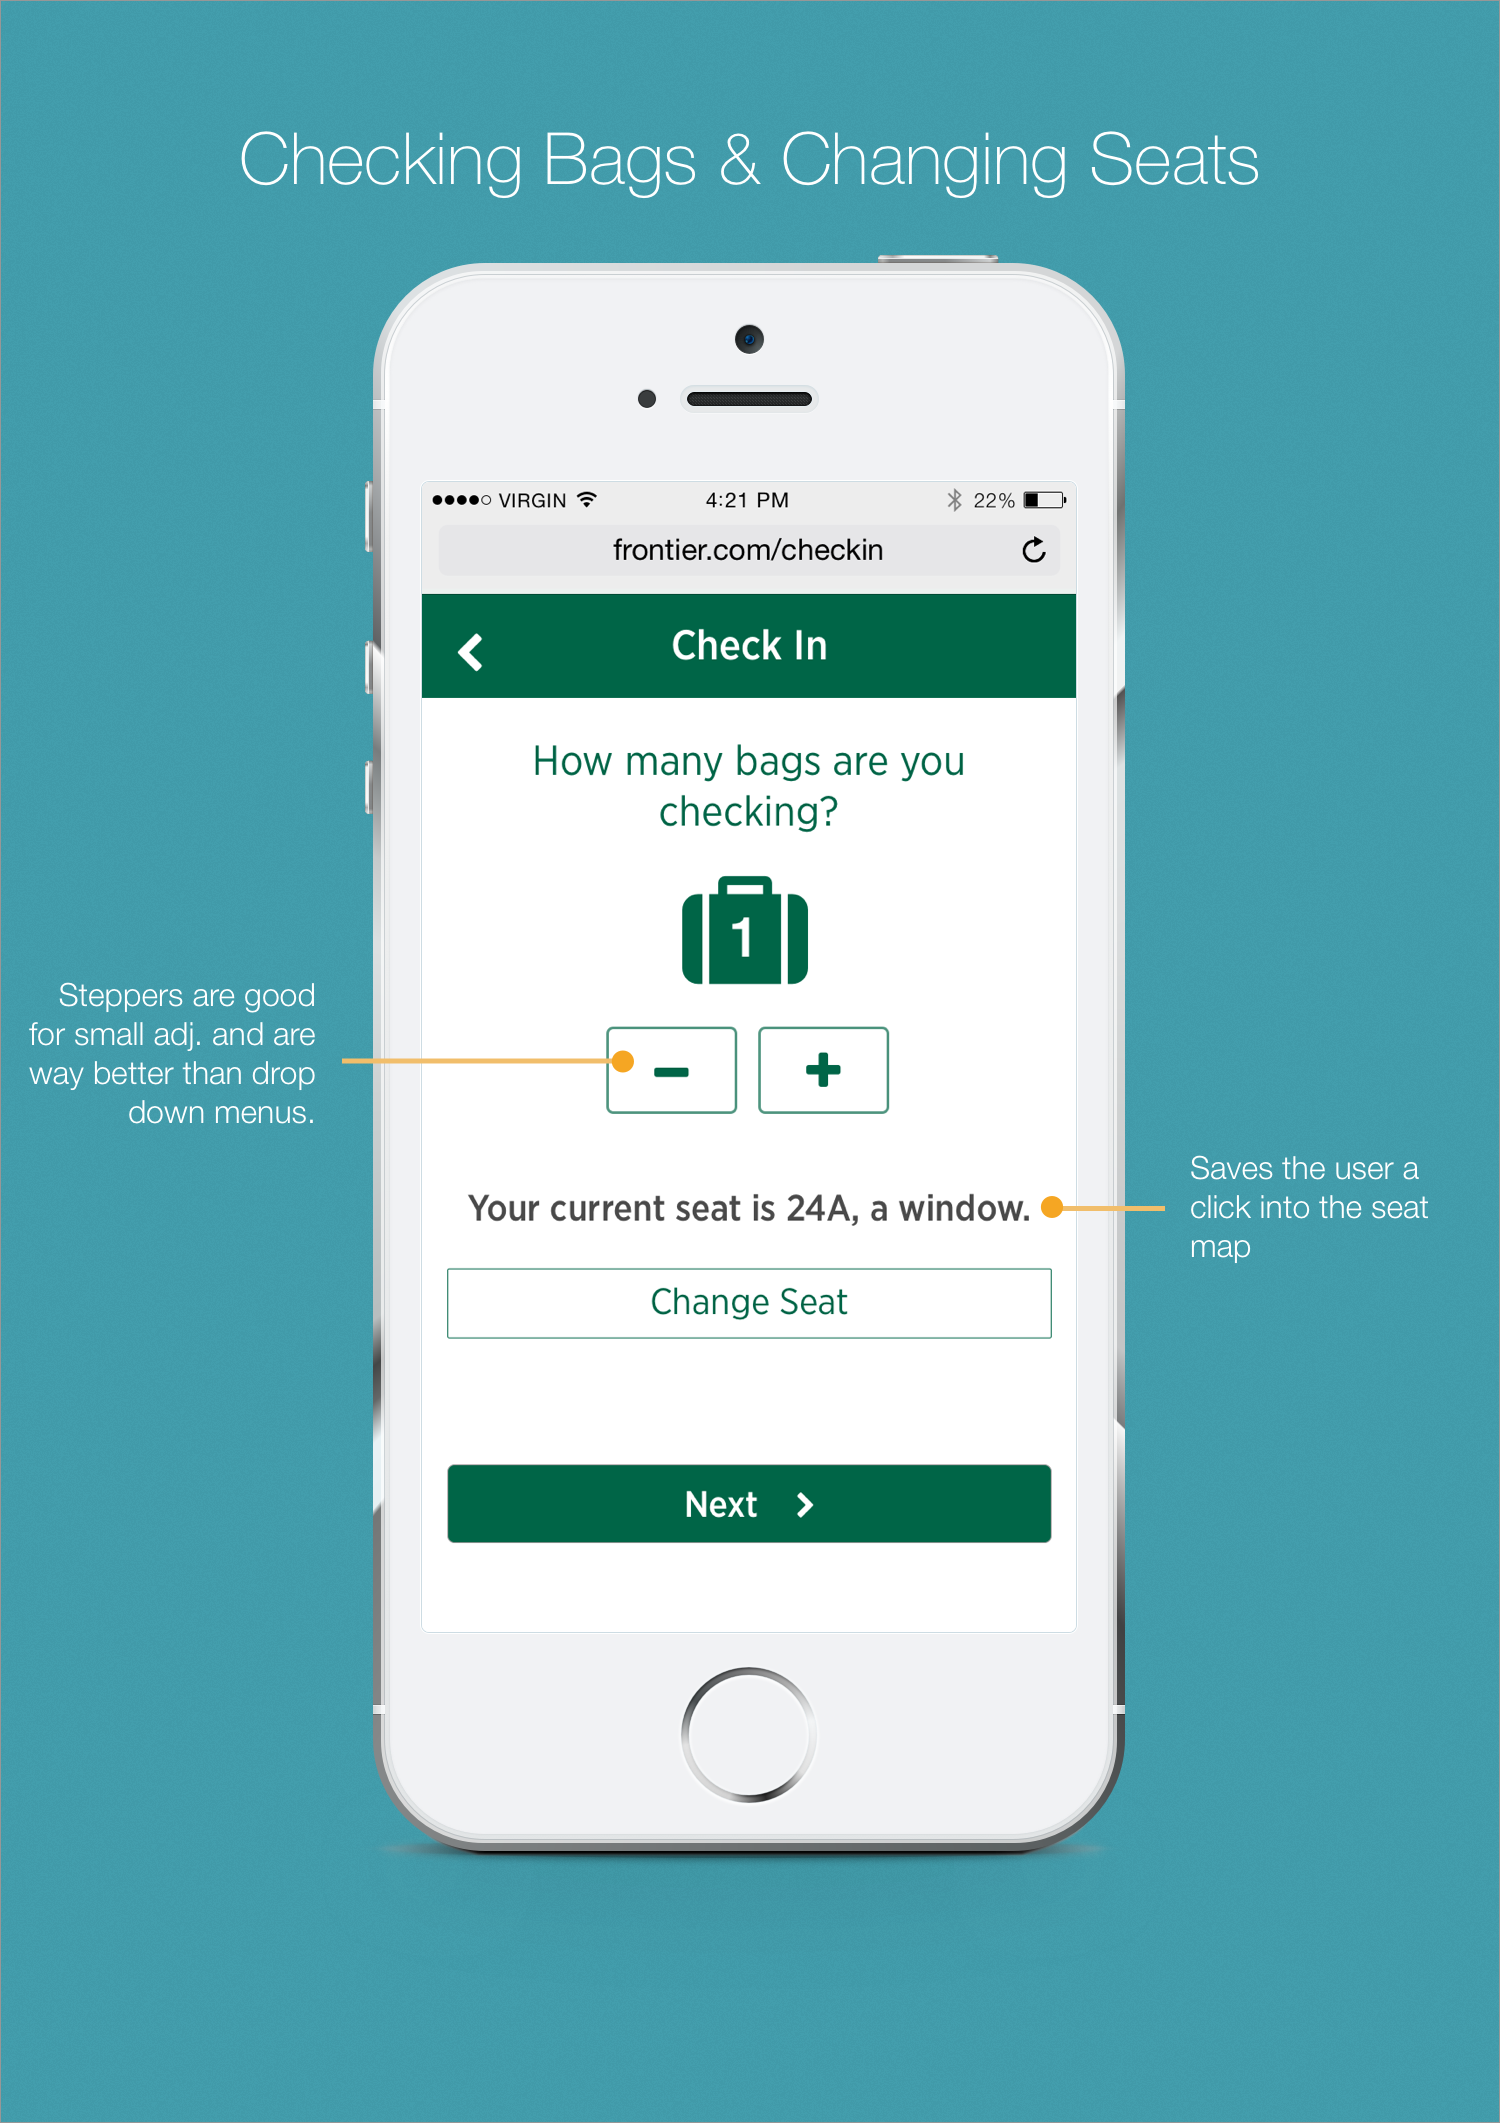 Checking Bags & Changing Seats
VIRGIN 4:21 PM 22%
frontier.com/checkin
Check In
How many bags are you
checking?
1
Steppers are good
for small adj. and are
way better than drop
down menus.
Your current seat is 24A, a window.
Saves the user a
click into the seat
map
Change Seat
Next